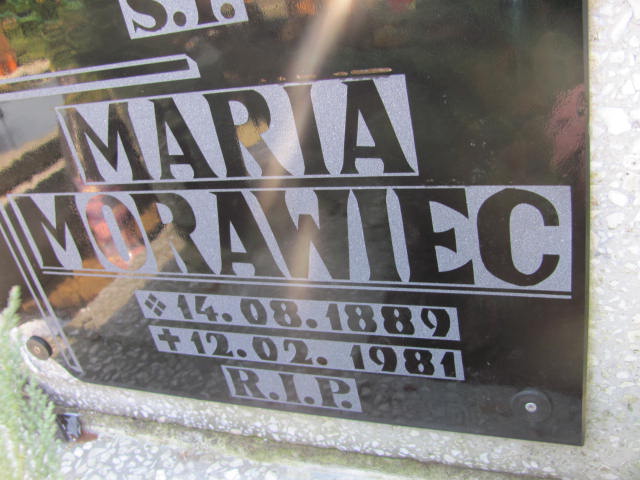 Ś.P.
MARIA
MORAWIEC
14.08.1889
12.02.1981
R.I.P.